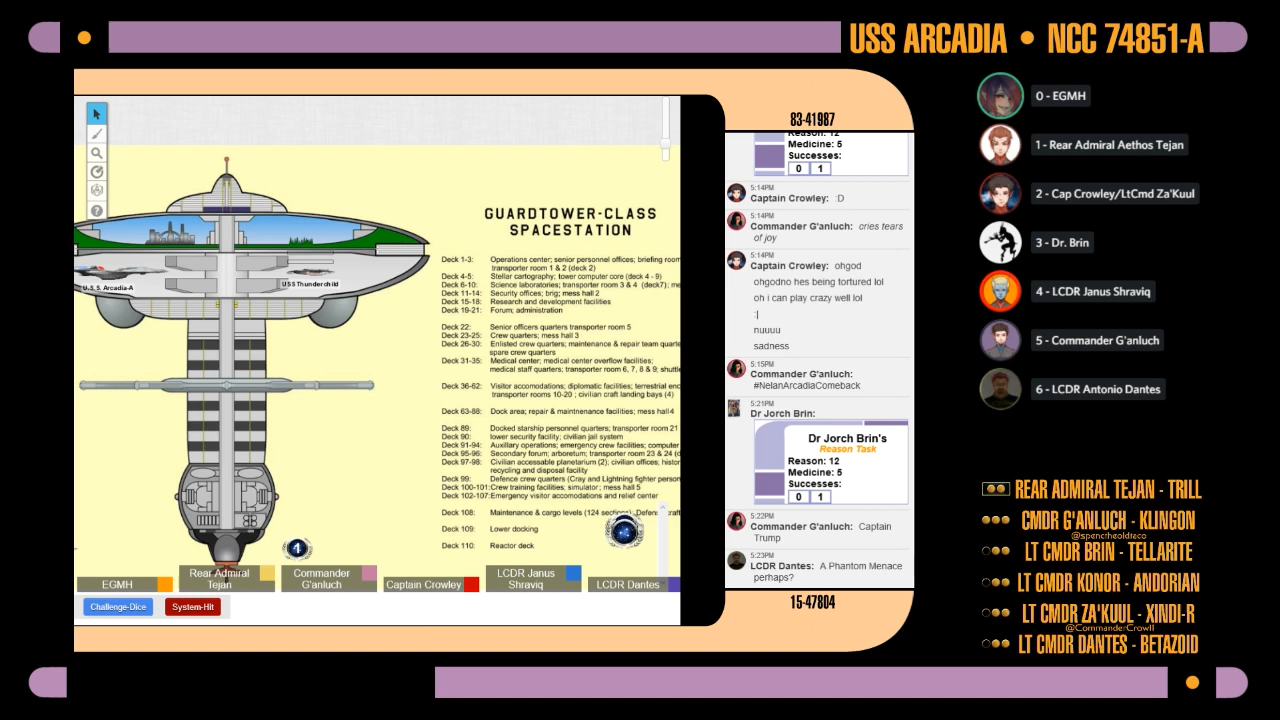 USS ARCADIA • NCC 74851-A
83-41987
U.S.S. Arcadia-A
USS Thunderchild
GUARDTOWER-CLASS
SPACESTATION
Deck 1-3: Operations center; senior personnel offices; briefing room
transporter room 1 & 2 (deck 2)
Deck 4-5: Stellar cartography; tower computer core (deck 4 - 9)
Deck 6-10: Science laboratories; transporter room 3 & 4 (deck7); me
Deck 11-14: Security offices; brig; mess hall 2
Deck 15-18: Research and development facilities
Deck 19-21: Forum; administration
Deck 22: Senior officers quarters transporter room 5
Deck 23-25: Crew quarters; mess hall 3
Deck 26-30: Enlisted crew quarters; maintenance & repair team quarte
spare crew quarters
Deck 31-35: Medical center; medical center overflow facilities;
medical staff quarters; transporter room 6, 7, 8 & 9; shuttle
Deck 36-62: Visitor accomodations; diplomatic facilities; terrestrial enc
transporter rooms 10-20 ; civilian craft landing bays (4)
Deck 63-88: Dock area; repair & maintnenance facilities; mess hall4
Deck 89: Docked starship personnel quarters; transporter room 21
Deck 90: lower security facility; civilian jail system
Deck 91-94: Auxillary operations; emergency crew facilities; computer
Deck 95-96: Secondary forum; arboretum; transporter room 23 & 24 (d
Deck 97-98: Civilian accessable planetarium (2); civilian offices; histor
recycling and disposal facility
Deck 99: Defence crew quarters (Cray and Lightning fighter person
Deck 100-101: Crew training facilities; simulator ; mess hall 5
Deck 102-107: Emergency visitor accomodations and relief center
Deck 108: Maintenance & cargo levels (124 sections) Defens craft
Deck 109: Lower docking
Deck 110: Reactor deck
1
EGMH
Rear Admiral
Tejan
Commander
G'anluch
Captain Crowley
LCDR Janus
Shraviq
LCDR Dantes
Challenge-Dice
System-Hit
Reason: 12
Medicine: 5
Successes:
0 1
5:14PM
Captain Crowley: :D
5:14PM
Commander G'anluch: cries tears
of joy
5:14PM
Captain Crowley: ohgod
ohgodno hes being tortured lol
oh i can play crazy well lol
:|
nuuuu
sadness
5:15PM
Commander G'anluch:
#NelanArcadiaComeback
5:21PM
Dr Jorch Brin:
Dr Jorch Brin's
Reason Task
Reason: 12
Medicine: 5
Successes:
0 1
5:22PM
Commander G'anluch: Captain
Trump
5:23PM
LCDR Dantes: A Phantom Menace
perhaps?
15-47804
0 - EGMH
1 - Rear Admiral Aethos Tejan
2 - Cap Crowley/LtCmd Za'Kuul
3 - Dr. Brin
4 - LCDR Janus Shraviq
5 - Commander G'anluch
6 - LCDR Antonio Dantes
REAR ADMIRAL TEJAN - TRILL
CMDR G'ANLUCH - KLINGON
@spenctheoldtaco
LT CMDR BRIN - TELLARITE
LT CMDR KONOR - ANDORIAN
LT CMDR ZA'KUUL - XINDI-R
@CommanderCrowll
LT CMDR DANTES - BETAZOID